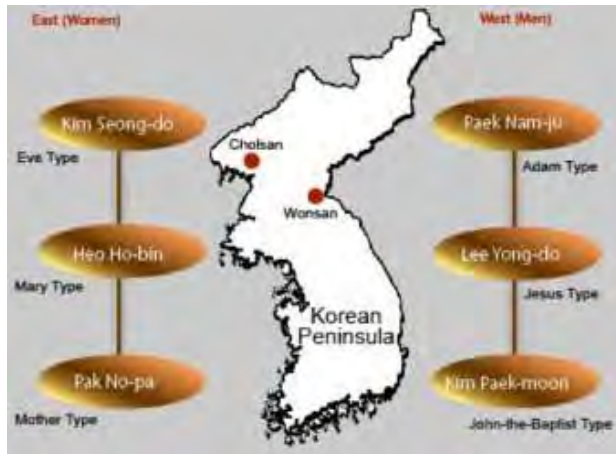 East (Women)
West (Men)
Kim Seong-do
Eve Type
Heo Ho-bin
Mary Type
Pak No-pa
Mother Type
Cholsan
Wonsan
Korean
Peninsula
Paek Nam-ju
Adam Type
Lee Yong-do
Jesus Type
Kim Paek-moon
John-the-Baptist Type